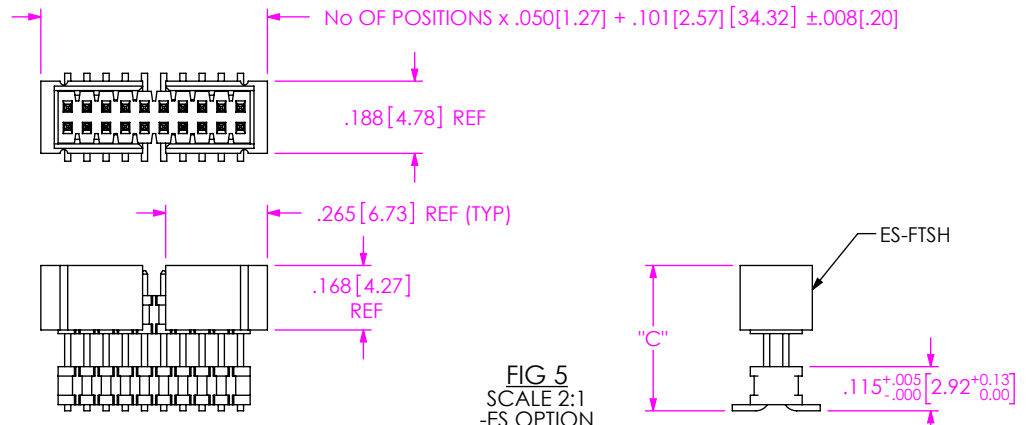 No OF POSITIONS x .050[1.27] + .101[2.57] [34.32] ±.008[.20]
.188[4.78] REF
.265[6.73] REF (TYP)
ES-FTSH
.168[4.27]
REF
"C"
.115+.005-.000[2.92+0.130.00]
FIG 5
SCALE 2:1
-ES OPTION